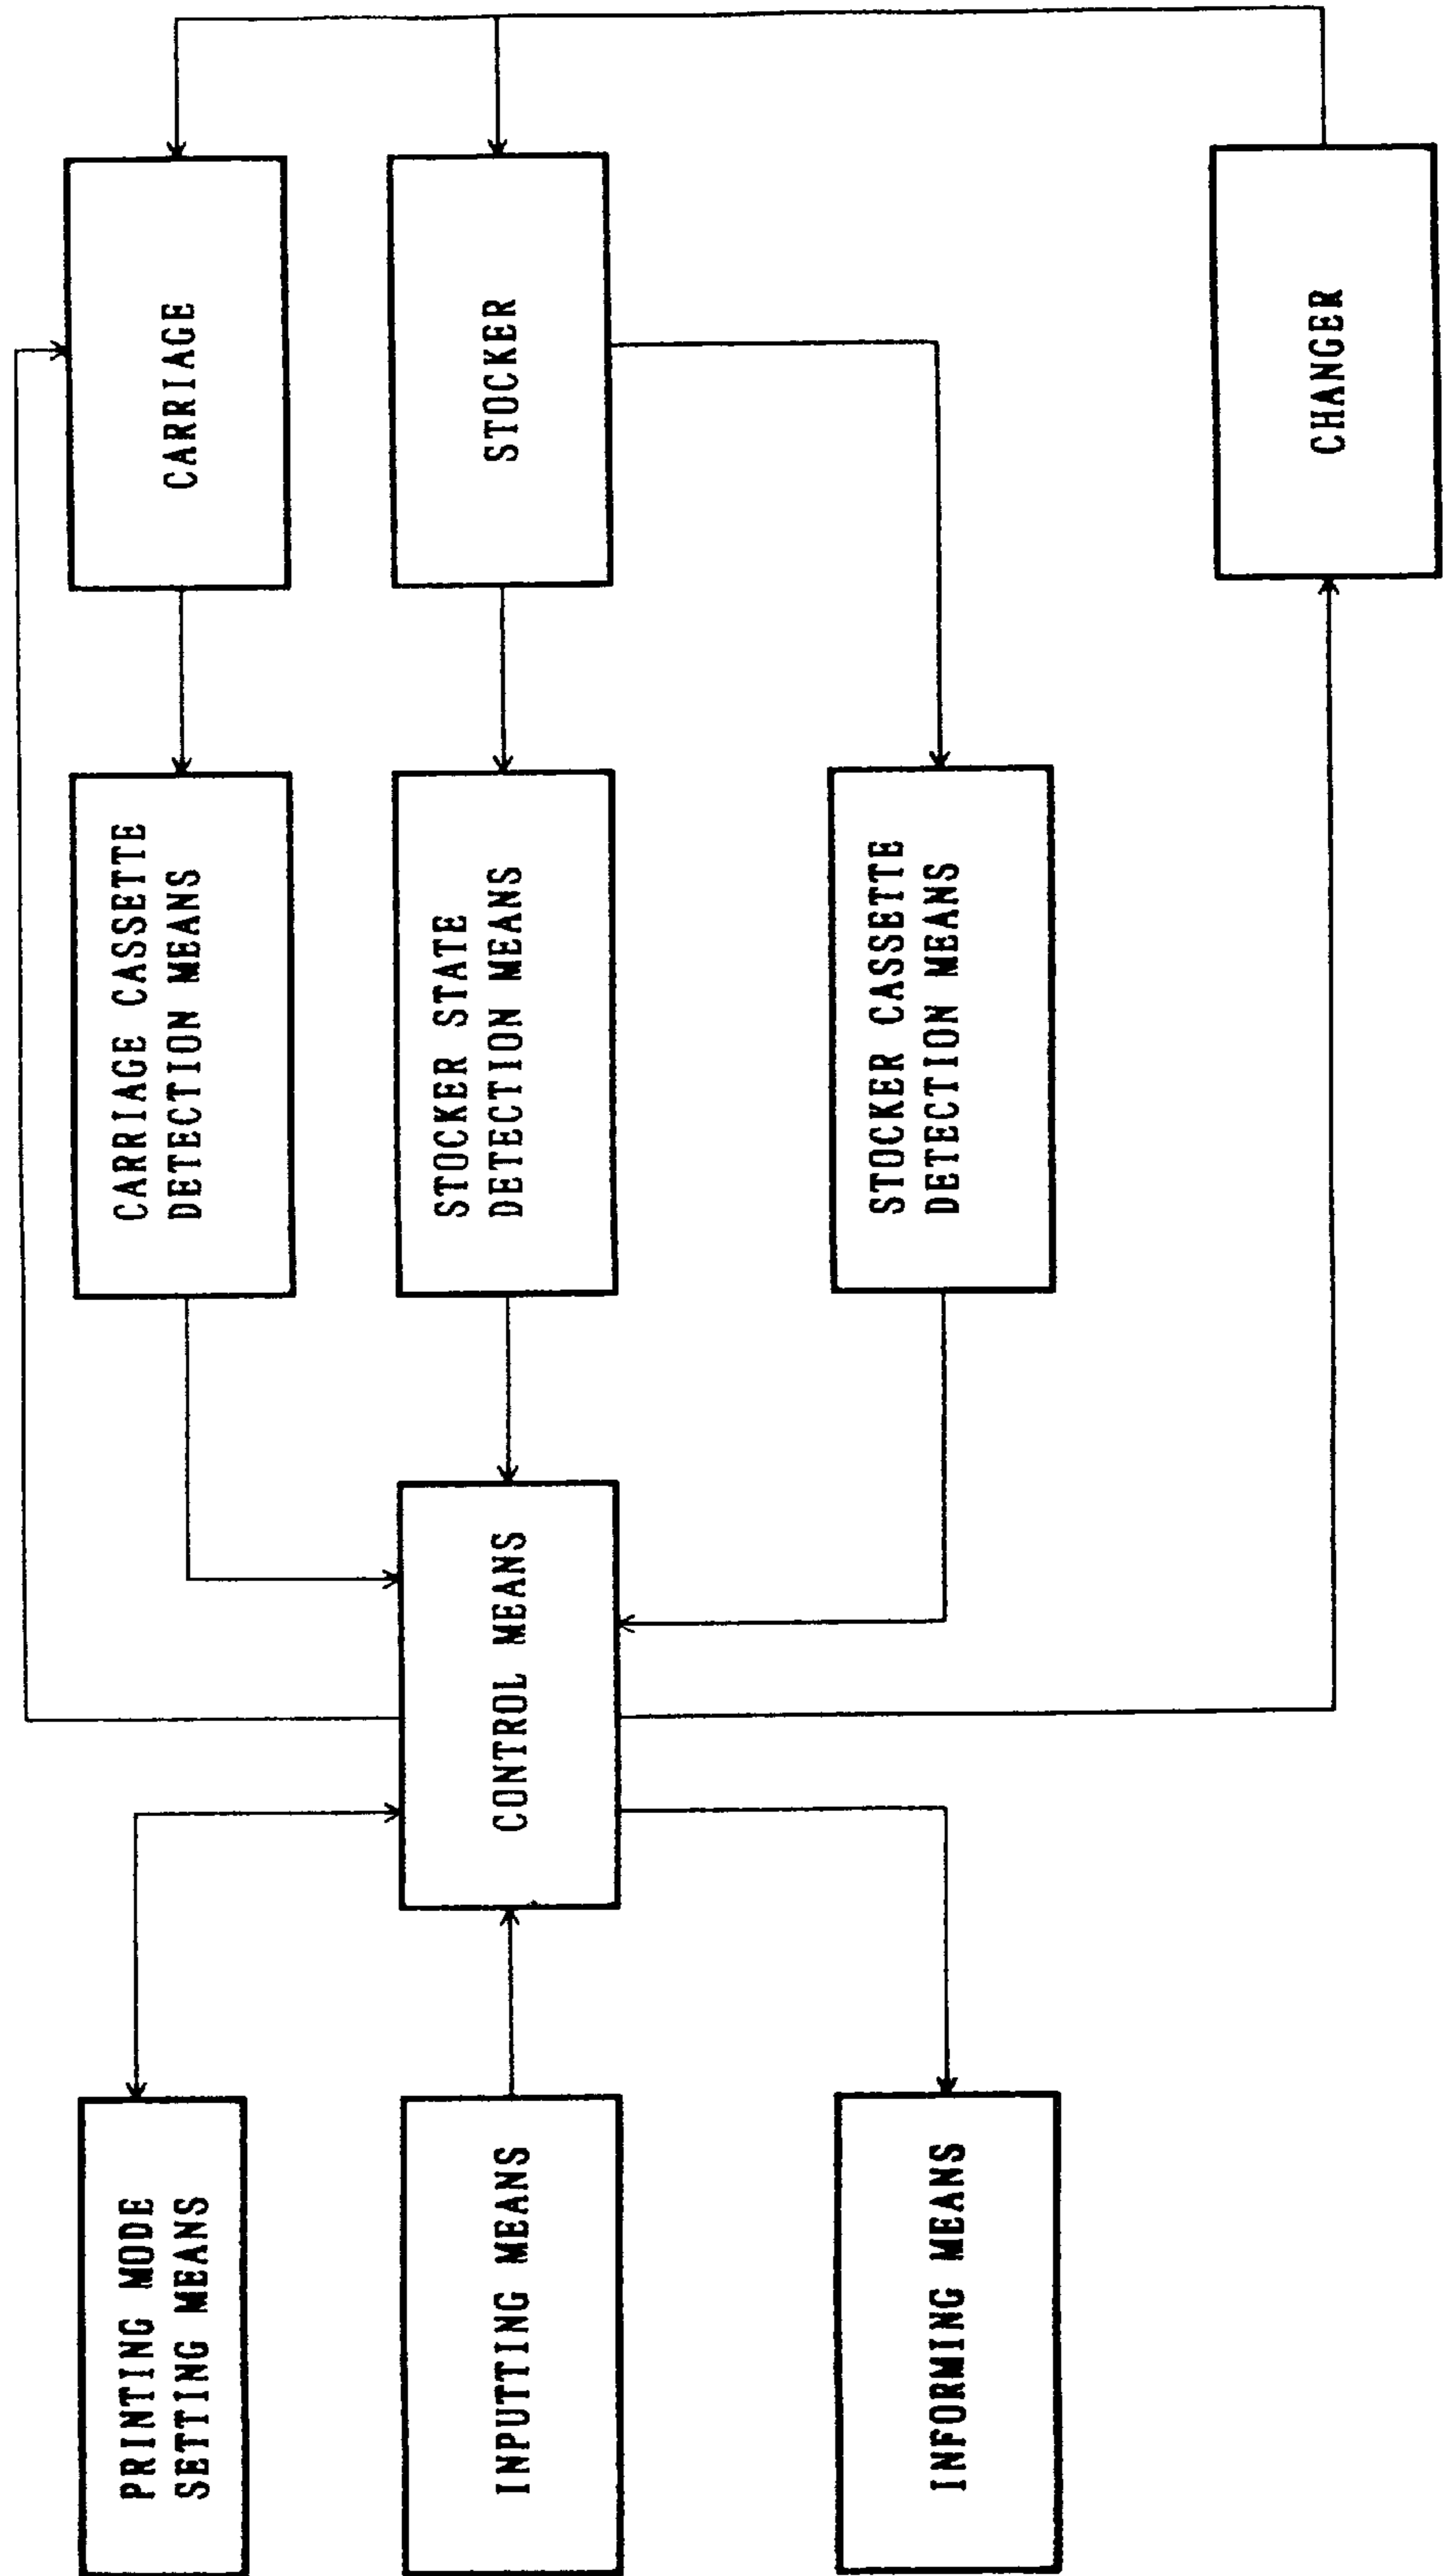 PRINTING MODE
SETTING MEANS
INPUTTING MEANS
INFORMING MEANS
CONTROL MEANS
CARRIAGE CASSETTE
DETECTION MEANS
STOCKER STATE
DETECTION MEANS
STOCKER CASSETTE
DETECTION MEANS
CARRIAGE
STOCKER
CHANGER